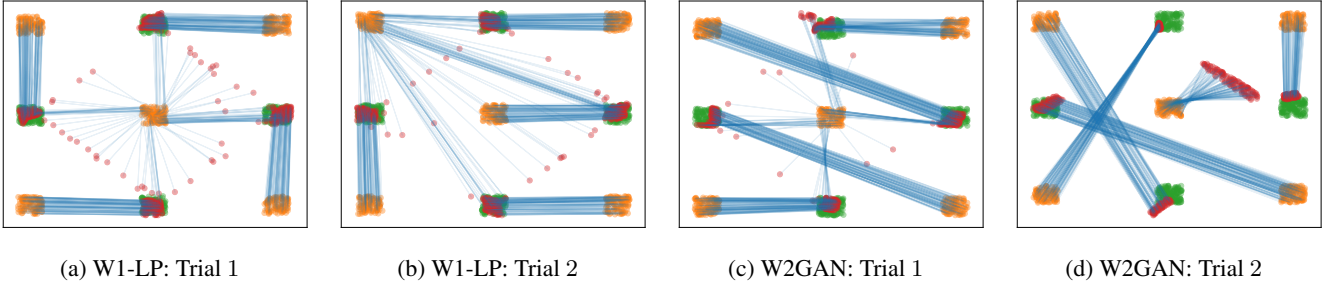 (a) W1-LP: Trial 1
(b) W1-LP: Trial 2
(c) W2GAN: Trial 1
(d) W2GAN: Trial 2